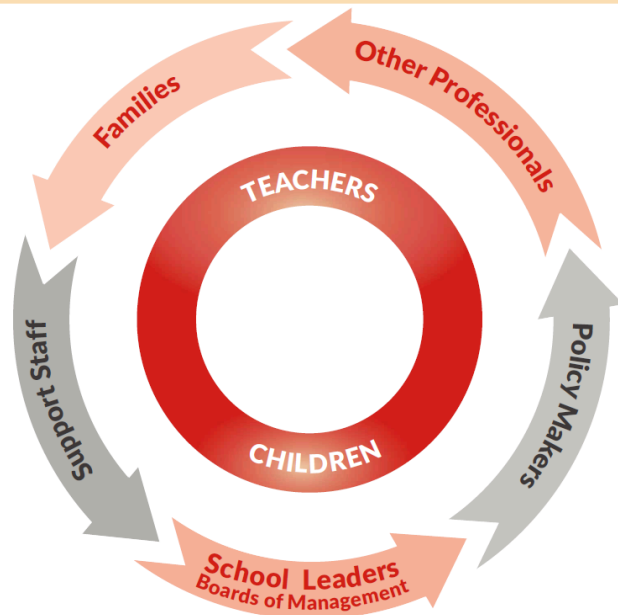 Other Professionals
Families
TEACHERS
Support Staff
Policy Makers
CHILDREN
School Leaders
Boards of Management